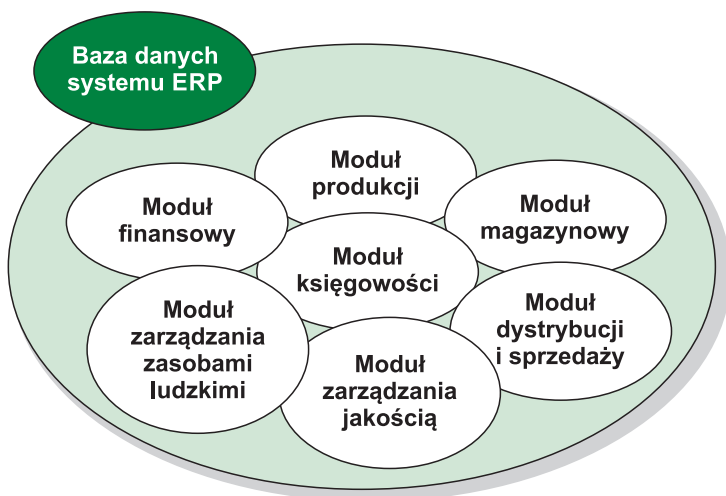 Baza danych
systemu ERP
Moduł
produkcji
Moduł
finansowy
Moduł
magazynowy
Moduł
księgowości
Moduł
zarządzania
zasobami
ludzkimi
Moduł
dystrybucji
i sprzedaży
Moduł
zarządzania
jakością